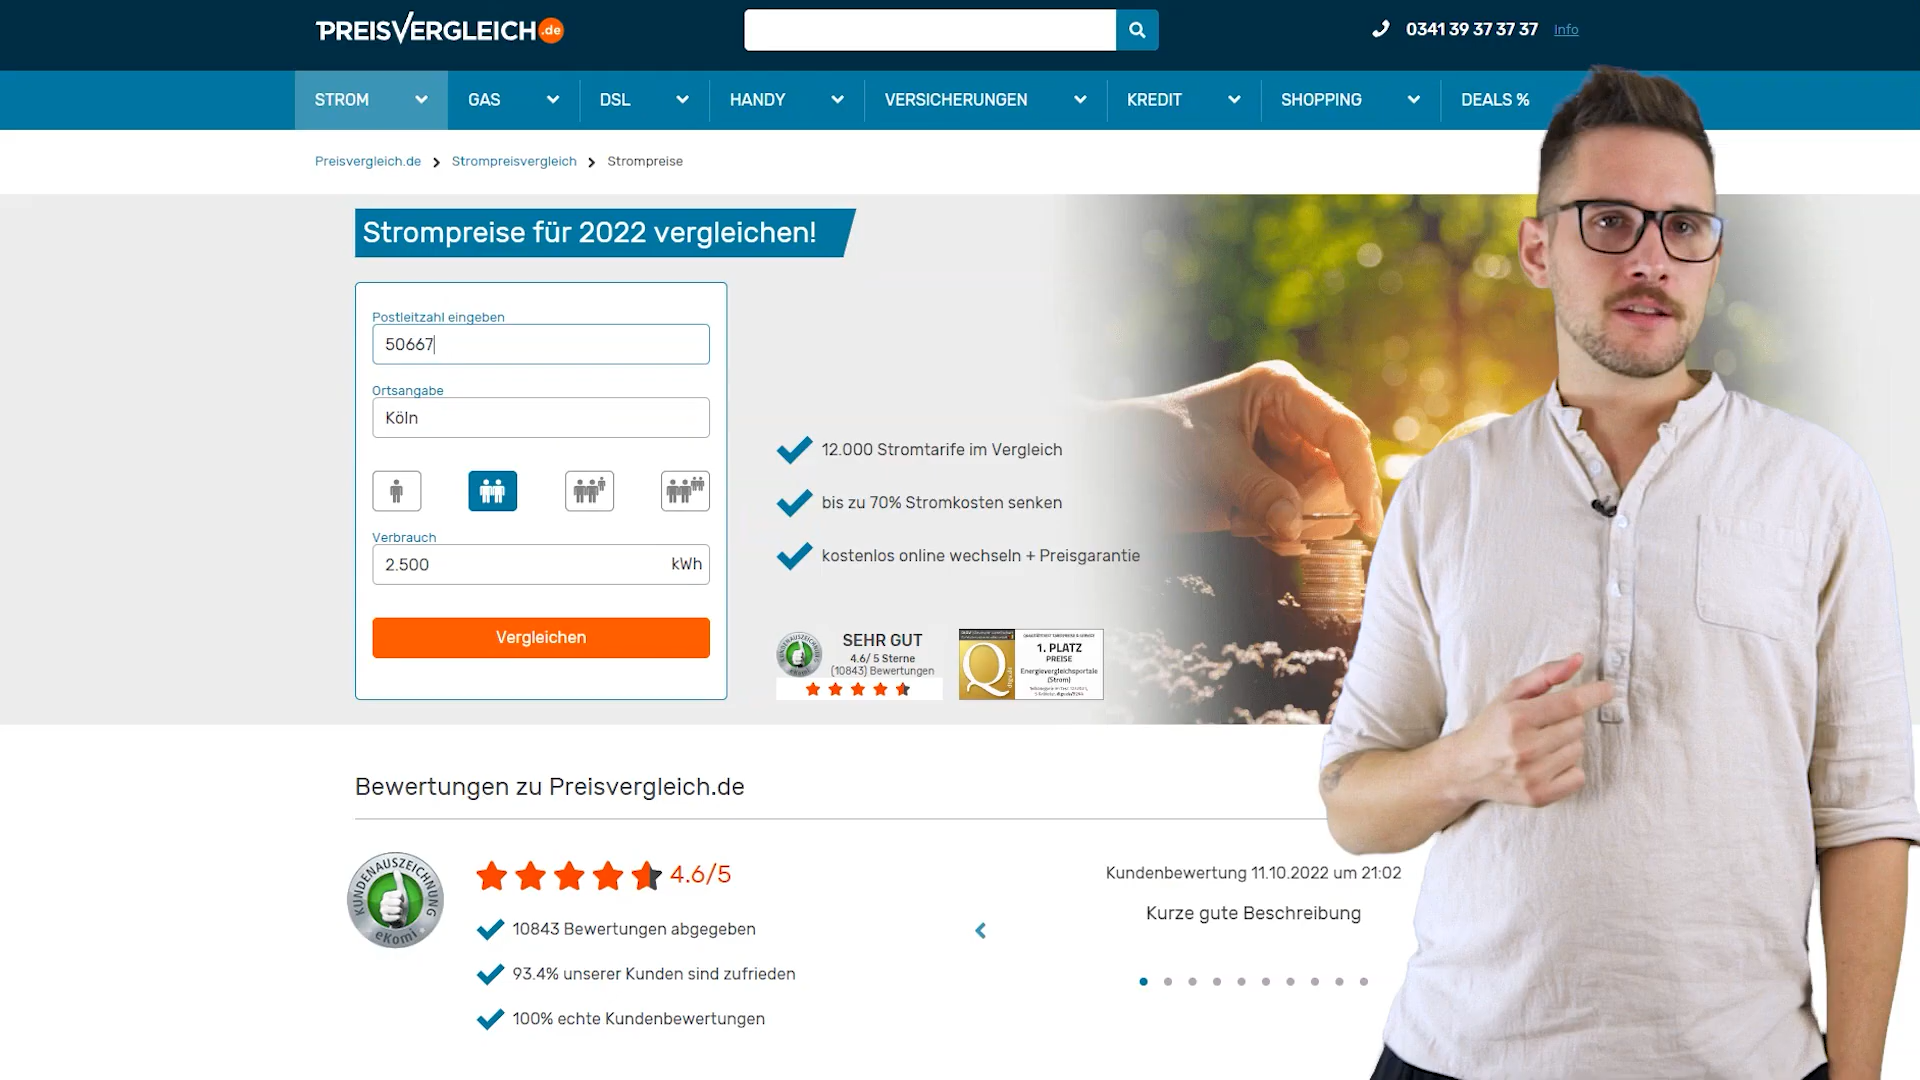 PREISVERGLEICH.de
0341 39 37 37 37 Info
STROM GAS DSL HANDY VERSICHERUNGEN KREDIT SHOPPING DEALS %
Preisvergleich.de Strompreisvergleich Strompreise
Strompreise für 2022 vergleichen!
Postleitzahl eingeben
50667
Ortsangabe
Köln
Verbrauch
2.500 kWh
Vergleichen
12.000 Stromtarife im Vergleich
bis zu 70% Stromkosten senken
kostenlos online wechseln + Preisgarantie
SEHR GUT
4.6/ 5 Sterne
(10843) Bewertungen
Q
1. PLATZ
PREISE
Energievergleichsportale
(Strom)
Bewertungen zu Preisvergleich.de
KUNDENAUSZEICHNUNG
eKomi
4.6/5
10843 Bewertungen abgegeben
93.4% unserer Kunden sind zufrieden
100% echte Kundenbewertungen
Kundenbewertung 11.10.2022 um 21:02
Kurze gute Beschreibung